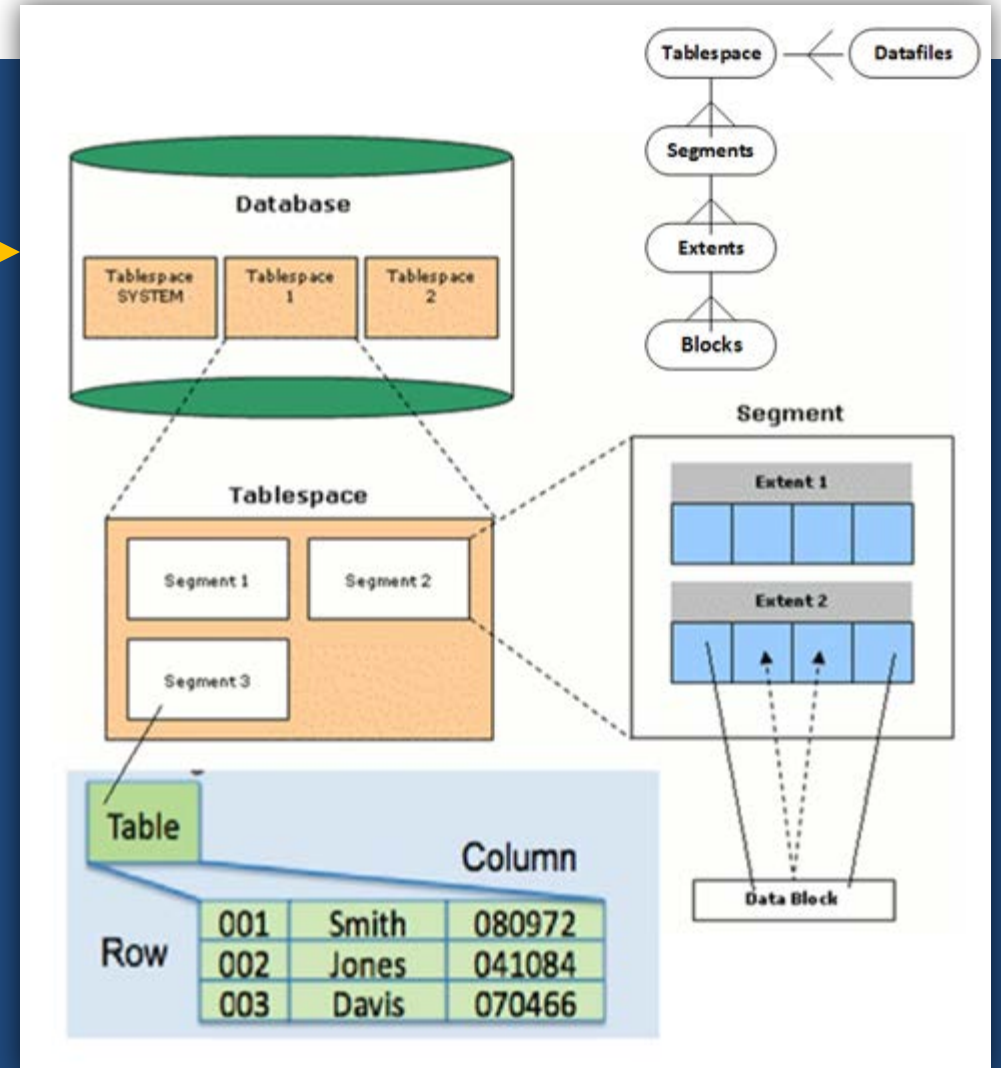 Tablespace
Datafiles
Segments
Extents
Blocks
Database
Tablespace
SYSTEM
Tablespace
1
Tablespace
2
Segment
Extent 1
Extent 2
Data Block
Tablespace
Segment 1
Segment 2
Segment 3
Table
Column
Row
001 Smith 080972
002 Jones 041084
003 Davis 070466